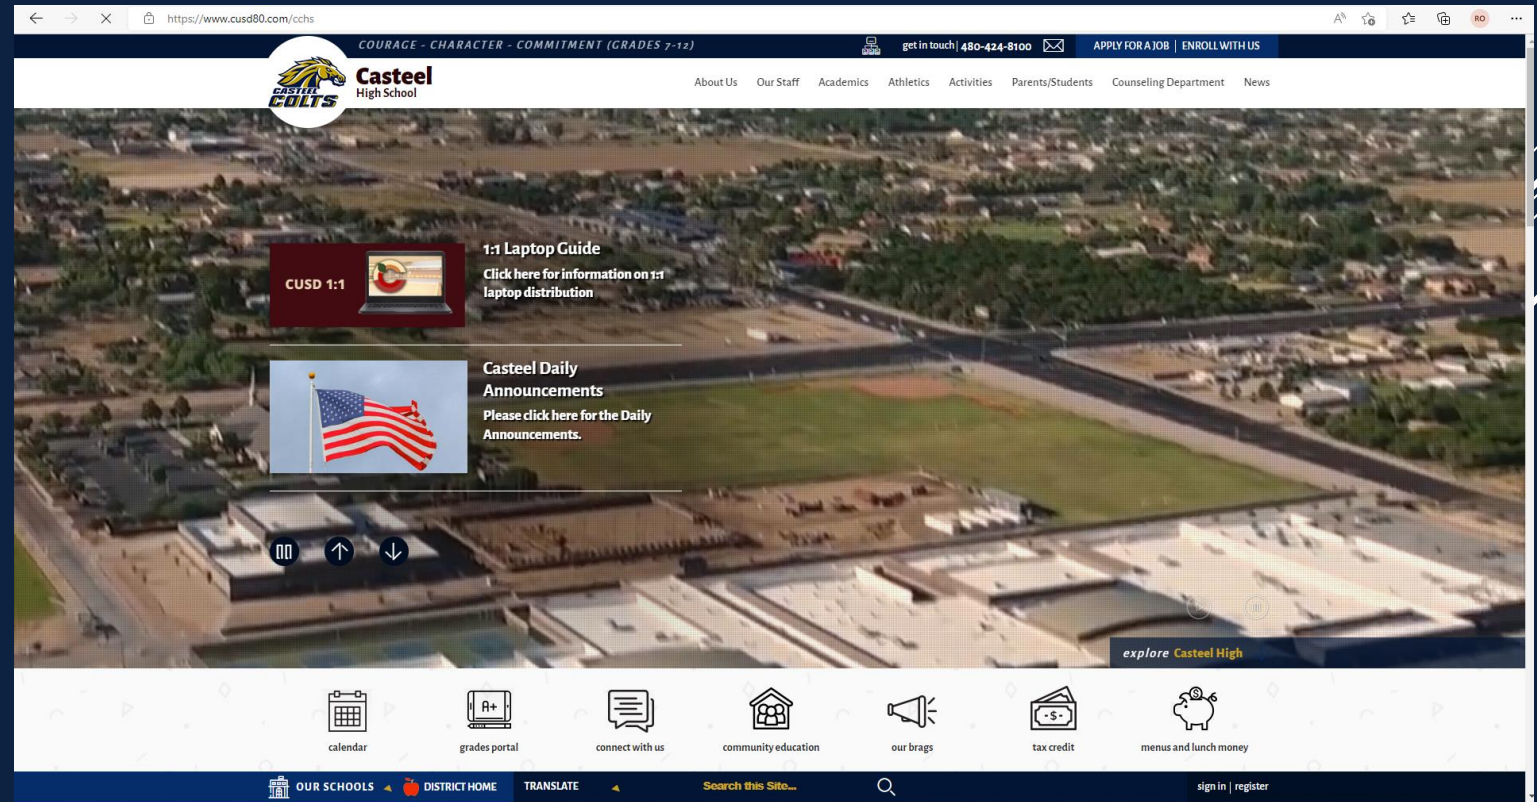 https://www.cusd80.com/cchs
RO
COURAGE - CHARACTER - COMMITMENT (GRADES 7-12)
get in touch | 480-424-8100
APPLY FOR A JOB | ENROLL WITH US
CASTEEL
COLTS
Casteel
High School
About Us Our Staff Academics Athletics Activities Parents/Students Counseling Department News
CUSD 1:1
1:1 Laptop Guide
Click here for information on 1:1
laptop distribution
Casteel Daily
Announcements
Please click here for the Daily
Announcements.
explore Casteel High
A+
-$-
$
calendar
grades portal
connect with us
community education
our brags
tax credit
menus and lunch money
OUR SCHOOLS
DISTRICT HOME
TRANSLATE
Search this Site...
sign in | register